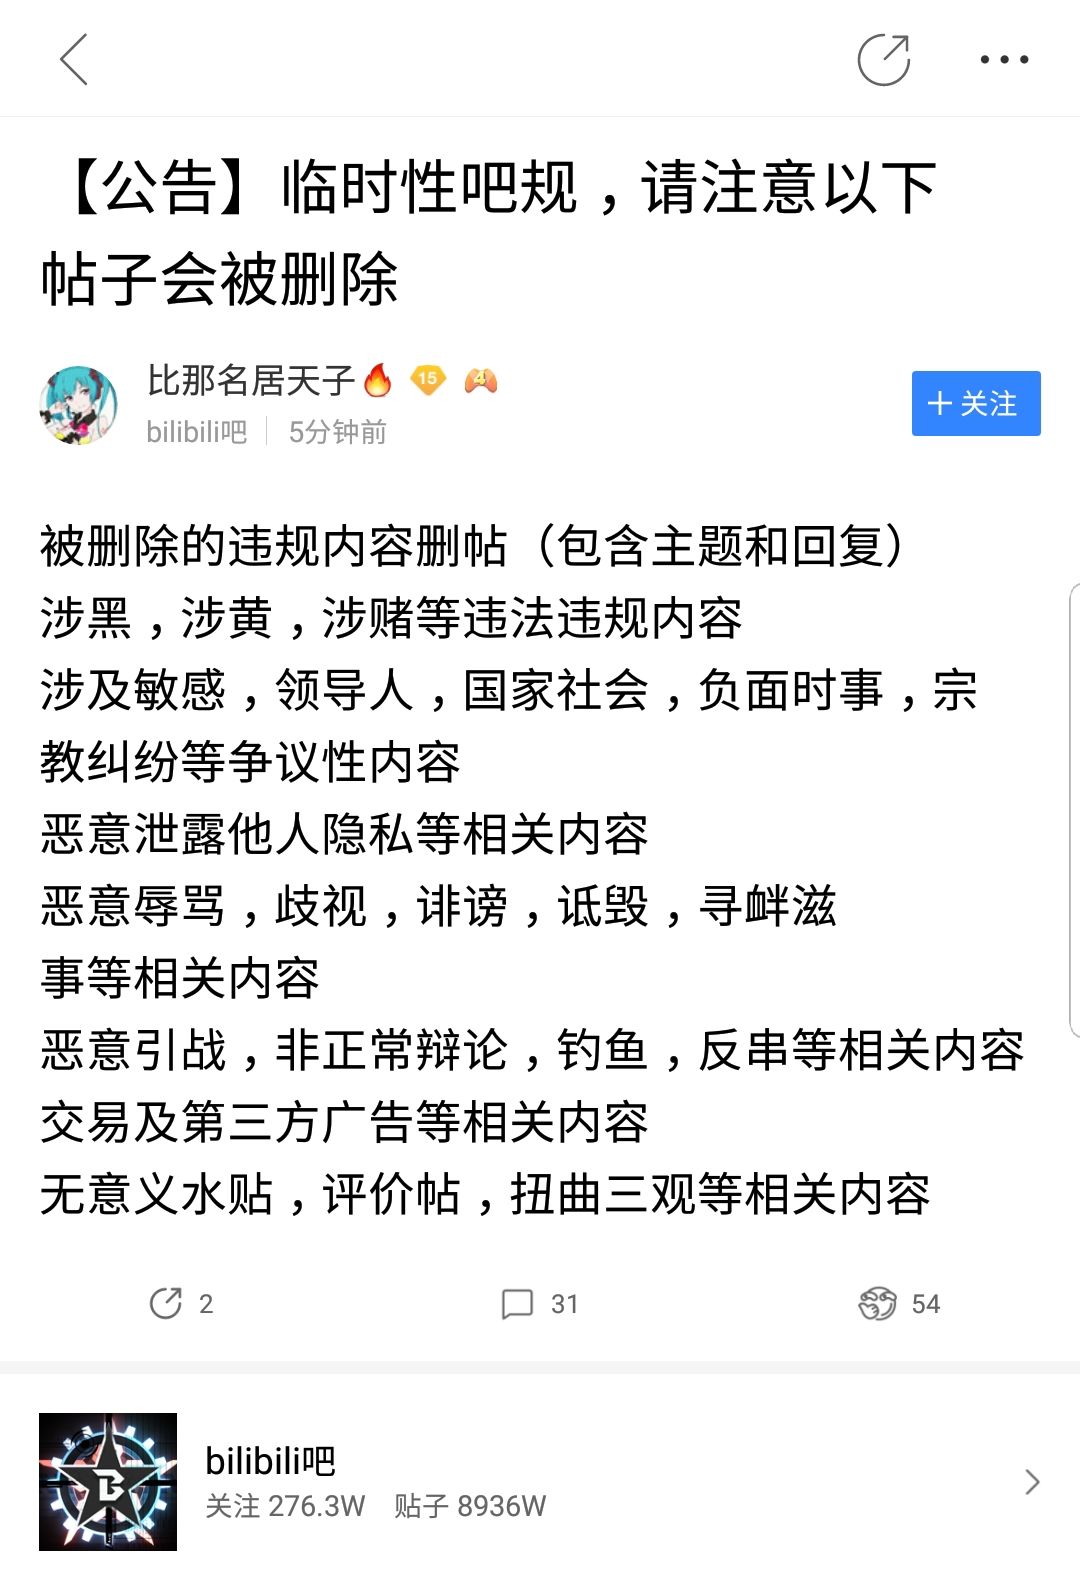 【公告】临时性吧规，请注意以下
帖子会被删除
比那名居天子 15 4
bilibili吧 5分钟前
关注
被删除的违规内容删帖（包含主题和回复）
涉黑，涉黄，涉赌等违法违规内容
涉及敏感，领导人，国家社会，负面时事，宗
教纠纷等争议性内容
恶意泄露他人隐私等相关内容
恶意辱骂，歧视，诽谤，诋毁，寻衅滋
事等相关内容
恶意引战，非正常辩论，钓鱼，反串等相关内容
交易及第三方广告等相关内容
无意义水贴，评价帖，扭曲三观等相关内容
2 31 54
B
bilibili吧
关注 276.3W 贴子 8936W